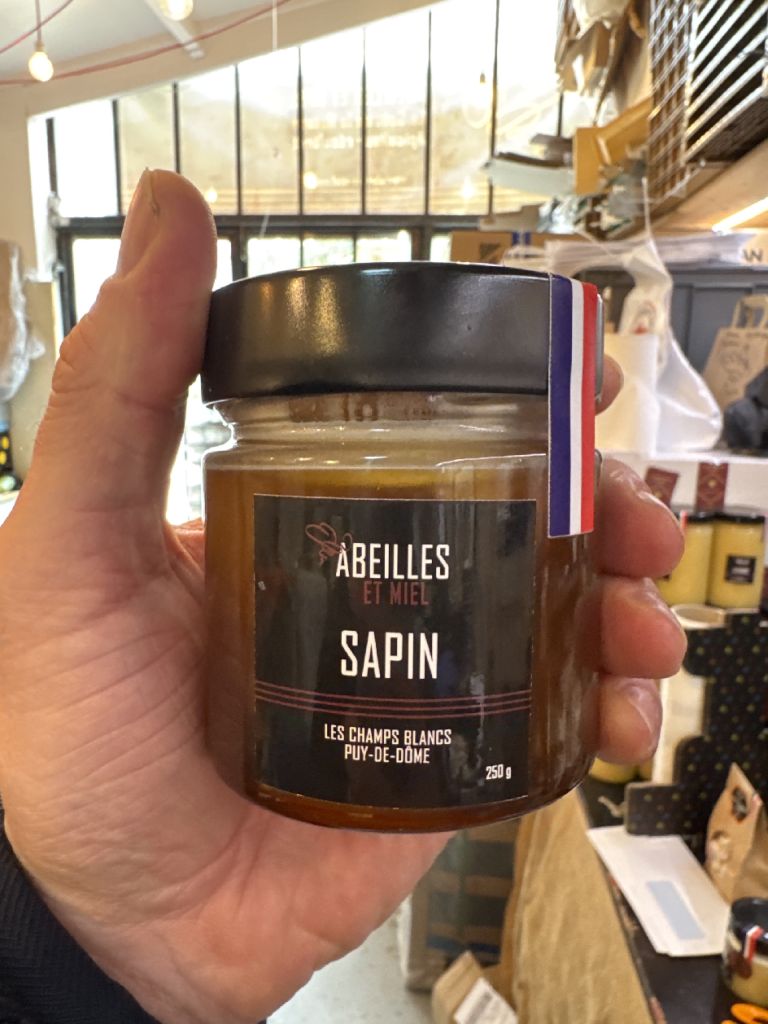 ABEILLES
ET MIEL
SAPIN
LES CHAMPS BLANCS
PUY-DE-DÔME
250 g
W